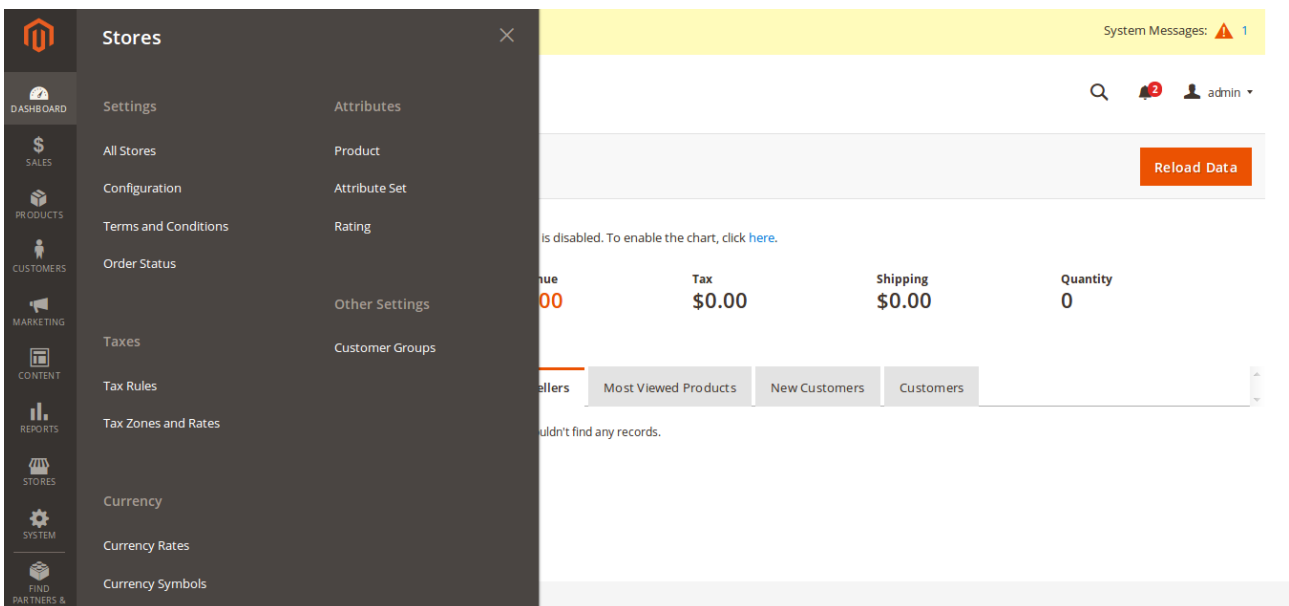 DASHBOARD
SALES
PRODUCTS
CUSTOMERS
MARKETING
CONTENT
REPORTS
STORES
SYSTEM
FIND
PARTNERS &
Stores
Settings
All Stores
Configuration
Terms and Conditions
Order Status
Taxes
Tax Rules
Tax Zones and Rates
Currency
Currency Rates
Currency Symbols
Attributes
Product
Attribute Set
Rating
Other Settings
Customer Groups
System Messages: 1
2
admin
Reload Data
is disabled. To enable the chart, click here.
nue
00
Tax
$0.00
Shipping
$0.00
Quantity
0
ellers
Most Viewed Products
New Customers
Customers
uldn't find any records.